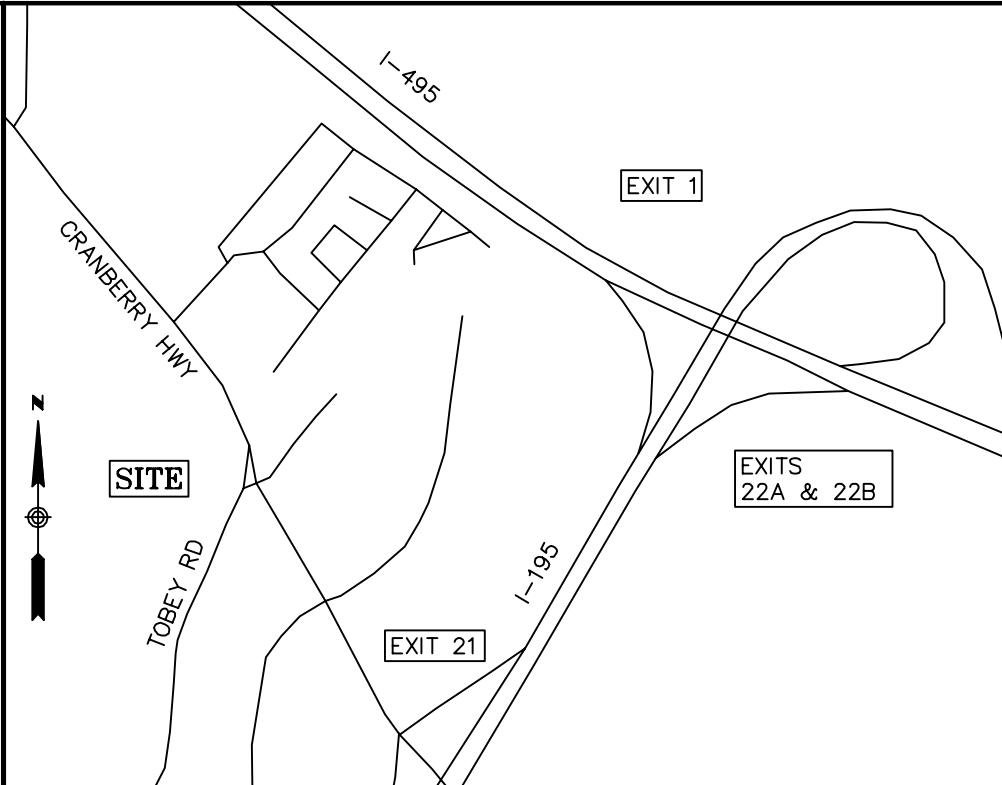 I-495
EXIT 1
CRANBERRY HWY
N
SITE
EXITS
22A & 22B
TOBEY RD
I-195
EXIT 21